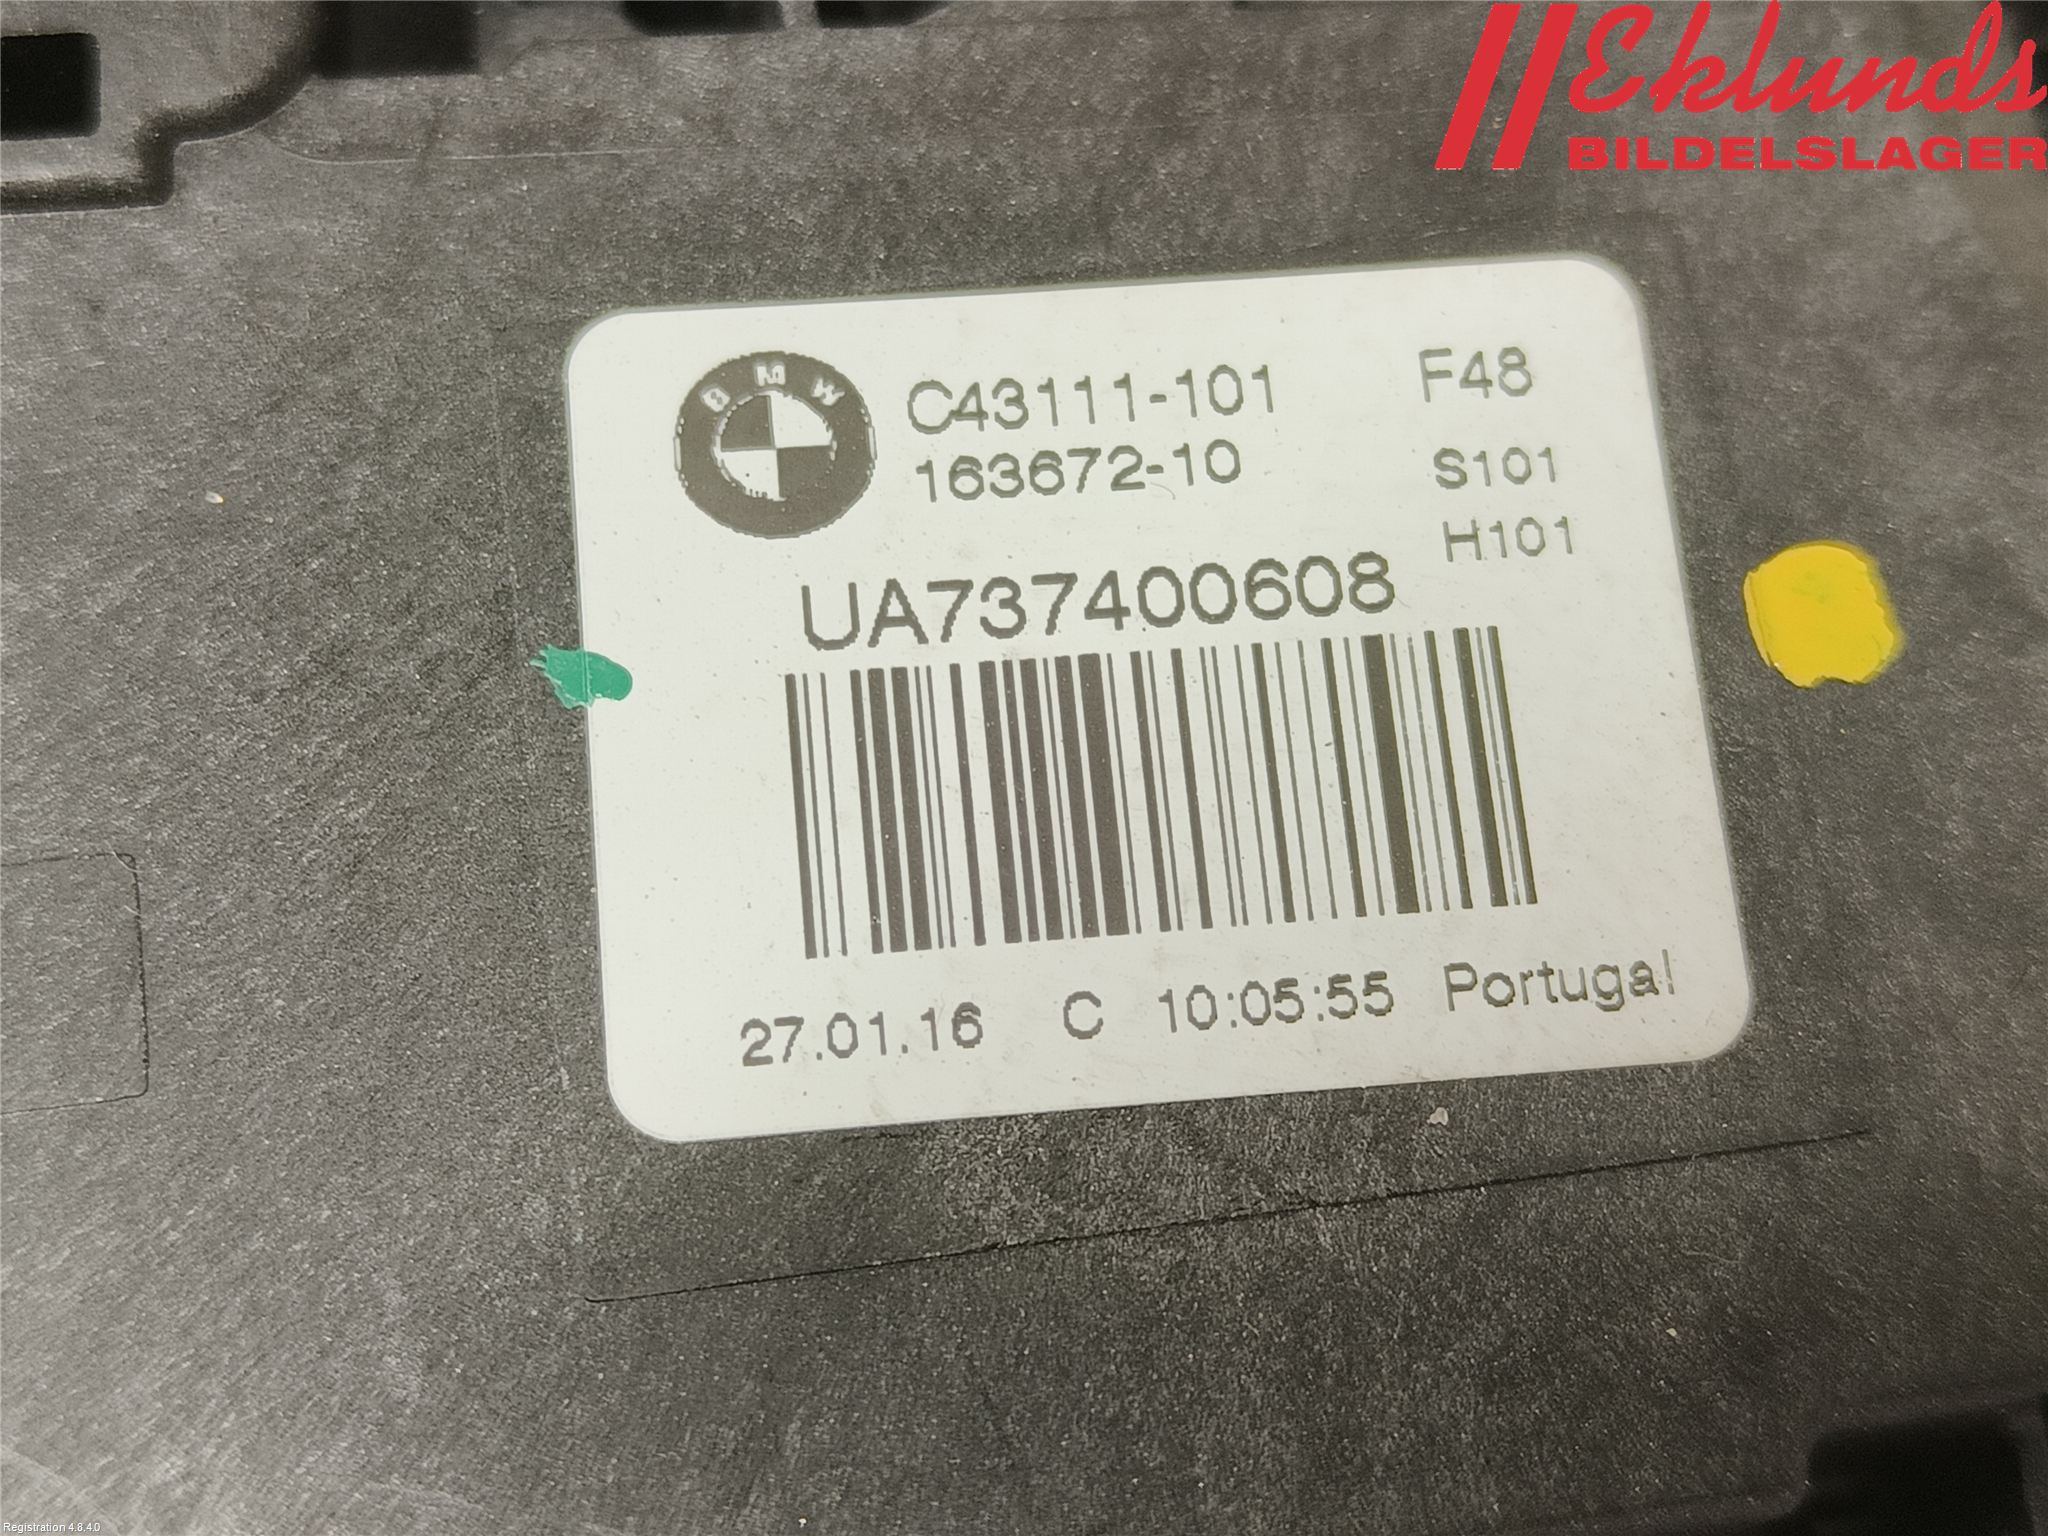 Eklunds
BILDELSLAGER
BMW
C43111-101 F48
163672-10 S101
H101
UA737400608
27.01.16 C 10:05:55 Portugal
Registration 4.8.4.0